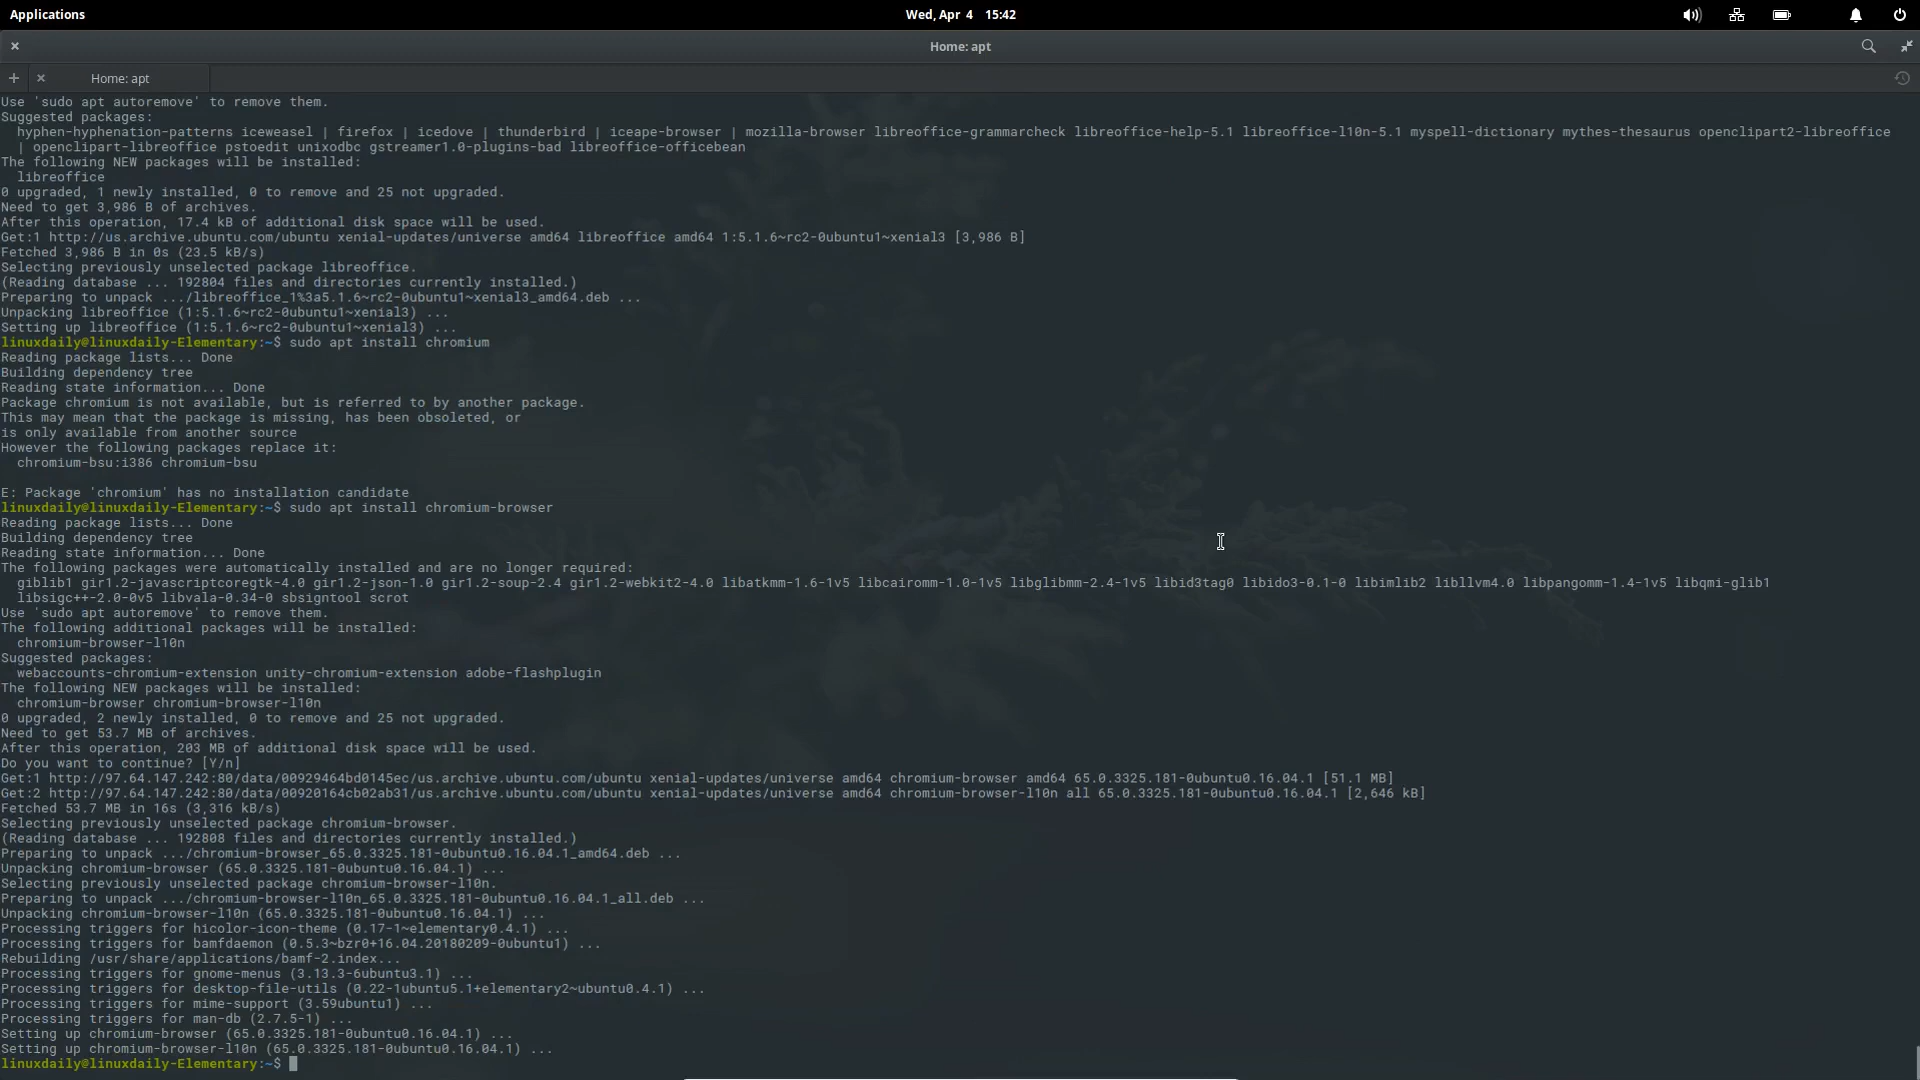 Applications
Wed, Apr 4 15:42
Home: apt
Home: apt
Use 'sudo apt autoremove' to remove them.
Suggested packages:
hyphen-hyphenation-patterns iceweasel | firefox | icedove | thunderbird | iceape-browser | mozilla-browser libreoffice-grammarcheck libreoffice-help-5.1 libreoffice-l10n-5.1 myspell-dictionary mythes-thesaurus openclipart2-libreoffice
| openclipart-libreoffice pstoedit unixodbc gstreamer1.0-plugins-bad libreoffice-officebean
The following NEW packages will be installed:
libreoffice
0 upgraded, 1 newly installed, 0 to remove and 25 not upgraded.
Need to get 3,986 B of archives.
After this operation, 17.4 kB of additional disk space will be used.
Get:1 http://us.archive.ubuntu.com/ubuntu xenial-updates/universe amd64 libreoffice amd64 1:5.1.6~rc2-0ubuntu1~xenial3 [3,986 B]
Fetched 3,986 B in 0s (23.5 kB/s)
Selecting previously unselected package libreoffice.
(Reading database ... 192804 files and directories currently installed.)
Preparing to unpack .../libreoffice_1%3a5.1.6~rc2-0ubuntu1~xenial3_amd64.deb ...
Unpacking libreoffice (1:5.1.6~rc2-0ubuntu1~xenial3) ...
Setting up libreoffice (1:5.1.6~rc2-0ubuntu1~xenial3) ...
linuxdaily@linuxdaily-Elementary:~$ sudo apt install chromium
Reading package lists... Done
Building dependency tree
Reading state information... Done
Package chromium is not available, but is referred to by another package.
This may mean that the package is missing, has been obsoleted, or
is only available from another source
However the following packages replace it:
chromium-bsu:i386 chromium-bsu
E: Package 'chromium' has no installation candidate
linuxdaily@linuxdaily-Elementary:~$ sudo apt install chromium-browser
Reading package lists... Done
Building dependency tree
Reading state information... Done
The following packages were automatically installed and are no longer required:
giblib1 gir1.2-javascriptcoregtk-4.0 gir1.2-json-1.0 gir1.2-soup-2.4 gir1.2-webkit2-4.0 libatkmm-1.6-1v5 libcairomm-1.0-1v5 libglibmm-2.4-1v5 libid3tag0 libido3-0.1-0 libimlib2 libllvm4.0 libpangomm-1.4-1v5 libqmi-glib1
libsigc++-2.0-0v5 libvala-0.34-0 sbsigntool scrot
Use 'sudo apt autoremove' to remove them.
The following additional packages will be installed:
chromium-browser-l10n
Suggested packages:
webaccounts-chromium-extension unity-chromium-extension adobe-flashplugin
The following NEW packages will be installed:
chromium-browser chromium-browser-l10n
0 upgraded, 2 newly installed, 0 to remove and 25 not upgraded.
Need to get 53.7 MB of archives.
After this operation, 203 MB of additional disk space will be used.
Do you want to continue? [Y/n]
Get:1 http://97.64.147.242:80/data/00929464bd0145ec/us.archive.ubuntu.com/ubuntu xenial-updates/universe amd64 chromium-browser amd64 65.0.3325.181-0ubuntu0.16.04.1 [51.1 MB]
Get:2 http://97.64.147.242:80/data/00920164cb02ab31/us.archive.ubuntu.com/ubuntu xenial-updates/universe amd64 chromium-browser-l10n all 65.0.3325.181-0ubuntu0.16.04.1 [2,646 kB]
Fetched 53.7 MB in 16s (3,316 kB/s)
Selecting previously unselected package chromium-browser.
(Reading database ... 192808 files and directories currently installed.)
Preparing to unpack .../chromium-browser_65.0.3325.181-0ubuntu0.16.04.1_amd64.deb ...
Unpacking chromium-browser (65.0.3325.181-0ubuntu0.16.04.1) ...
Selecting previously unselected package chromium-browser-l10n.
Preparing to unpack .../chromium-browser-l10n_65.0.3325.181-0ubuntu0.16.04.1_all.deb ...
Unpacking chromium-browser-l10n (65.0.3325.181-0ubuntu0.16.04.1) ...
Processing triggers for hicolor-icon-theme (0.17-1~elementary0.4.1) ...
Processing triggers for bamfdaemon (0.5.3~bzr0+16.04.20180209-0ubuntu1) ...
Rebuilding /usr/share/applications/bamf-2.index...
Processing triggers for gnome-menus (3.13.3-6ubuntu3.1) ...
Processing triggers for desktop-file-utils (0.22-1ubuntu5.1+elementary2~ubuntu0.4.1) ...
Processing triggers for mime-support (3.59ubuntu1) ...
Processing triggers for man-db (2.7.5-1) ...
Setting up chromium-browser (65.0.3325.181-0ubuntu0.16.04.1) ...
Setting up chromium-browser-l10n (65.0.3325.181-0ubuntu0.16.04.1) ...
linuxdaily@linuxdaily-Elementary:~$